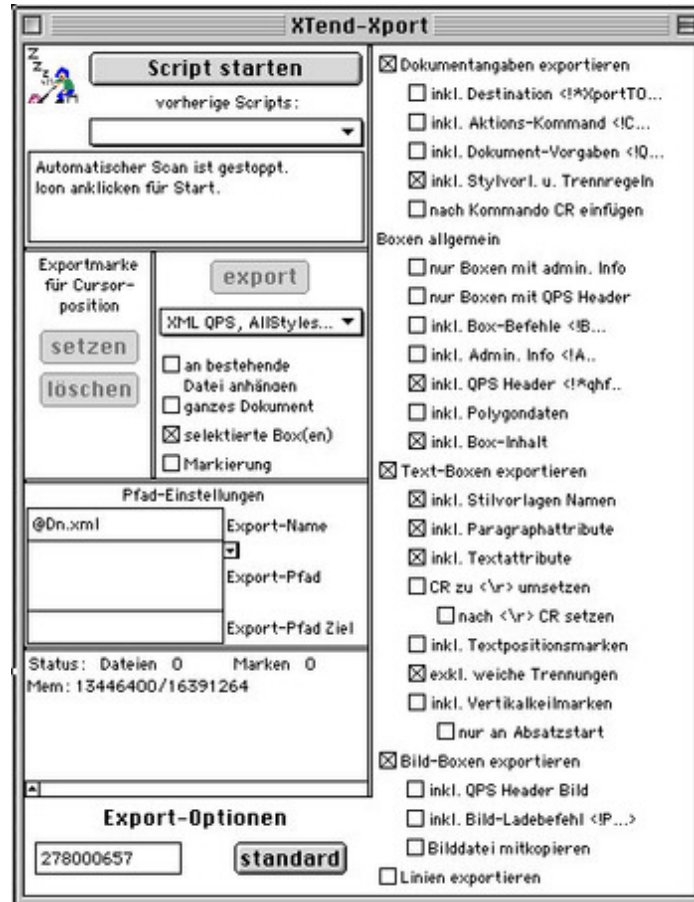 XTend-Xport
Z
Z
Z
Script starten
vorherige Scripts:
Automatischer Scan ist gestoppt.
Icon anklicken für Start.
Exportmarke
für Cursor-
position
setzen
löschen
export
XML QPS, AllStyles...
an bestehende
Datei anhängen
ganzes Dokument
selektierte Box(en)
Markierung
Pfad-Einstellungen
@Dn.xml
Export-Name
Export-Pfad
Export-Pfad Ziel
Status: Dateien 0 Marken 0
Mem: 13446400/16391264
Export-Optionen
278000657
standard
Dokumentangaben exportieren
inkl. Destination <!*XportTO...
inkl. Aktions-Kommand <!C...
inkl. Dokument-Vorgaben <!Q...
inkl. Stylvorl. u. Trennregeln
nach Kommando CR einfügen
Boxen allgemein
nur Boxen mit admin. Info
nur Boxen mit QPS Header
inkl. Box-Befehle <!B...
inkl. Admin. Info <!A..
inkl. QPS Header <!*qhf..
inkl. Polygondaten
inkl. Box-Inhalt
Text-Boxen exportieren
inkl. Stilvorlagen Namen
inkl. Paragraphattribute
inkl. Textattribute
CR zu <\r> umsetzen
nach <\r> CR setzen
inkl. Textpositionsmarken
exkl. weiche Trennungen
inkl. Vertikalkeilmarken
nur an Absatzstart
Bild-Boxen exportieren
inkl. QPS Header Bild
inkl. Bild-Ladebefehl <!P...>
Bilddatei mitkopieren
Linien exportieren